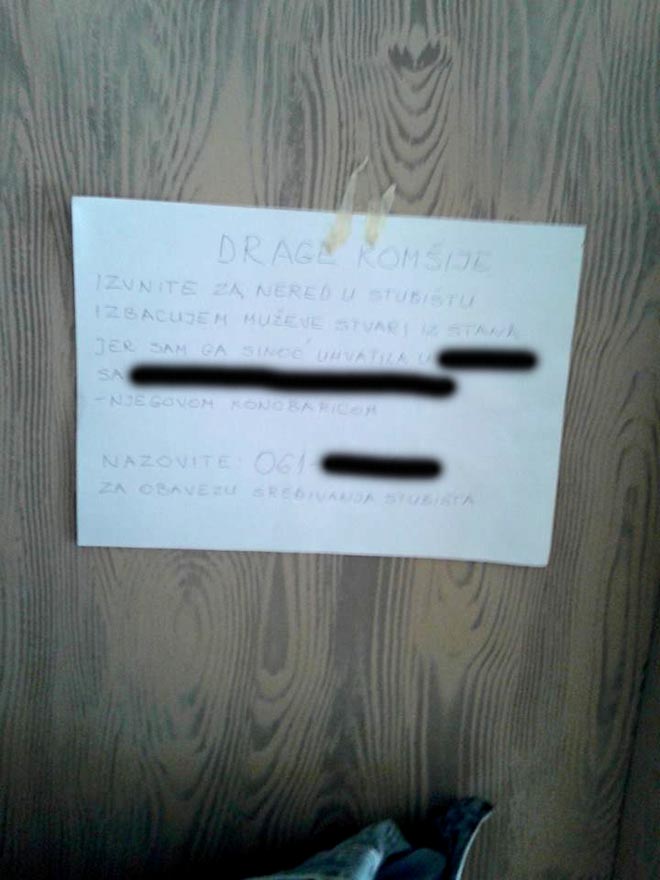 DRAGE KOMŠIJE
IZVNITE ZA NERED U STUBIŠTU
IZBACUJEM MUŽEVE STVARI IZ STANA
JER SAM GA SINOĆ UHVATILA U
SA
-NJEGOVOM KONOBARICOM
NAZOVITE: 061-
ZA OBAVEZU SREĐIVANJA STUBIŠTA